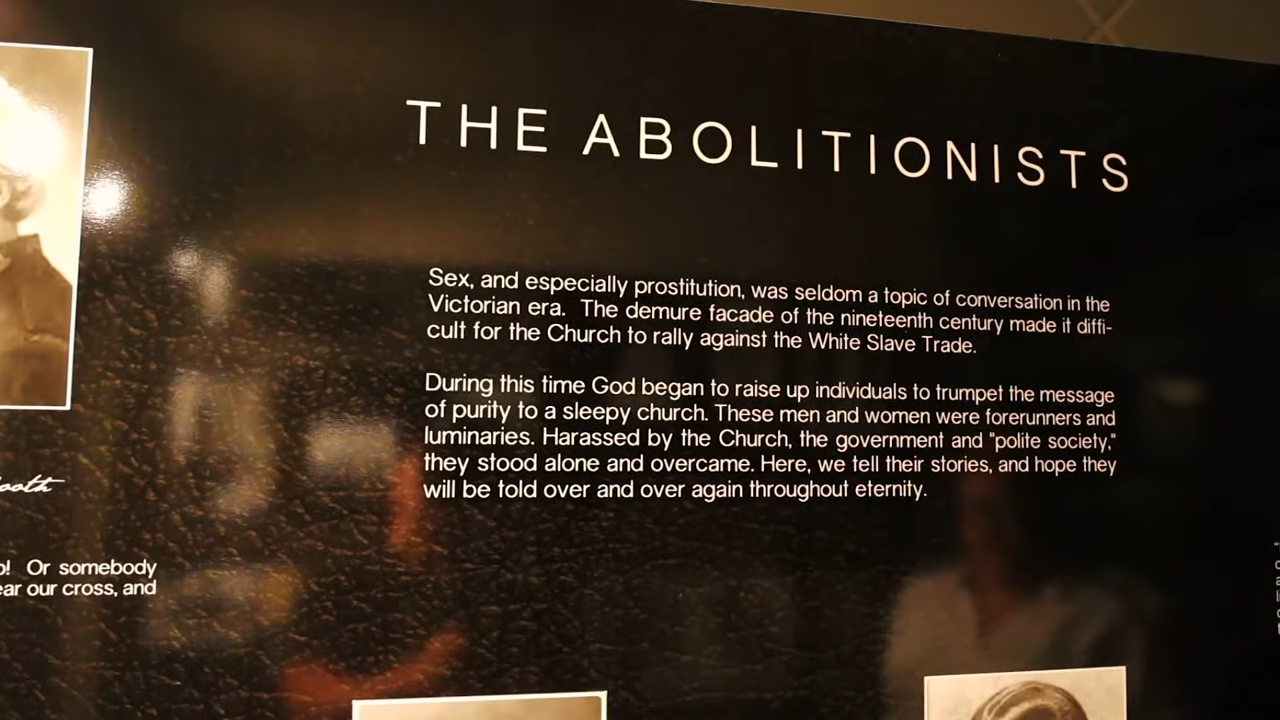 THE ABOLITIONISTS
Sex, and especially prostitution, was seldom a topic of conversation in the
Victorian era. The demure facade of the nineteenth century made it diffi-
cult for the Church to rally against the White Slave Trade.
During this time God began to raise up individuals to trumpet the message
of purity to a sleepy church. These men and women were forerunners and
luminaries. Harassed by the Church, the government and "polite society,"
they stood alone and overcame. Here, we tell their stories, and hope they
will be told over and over again throughout eternity.
Or somebody
our cross, and